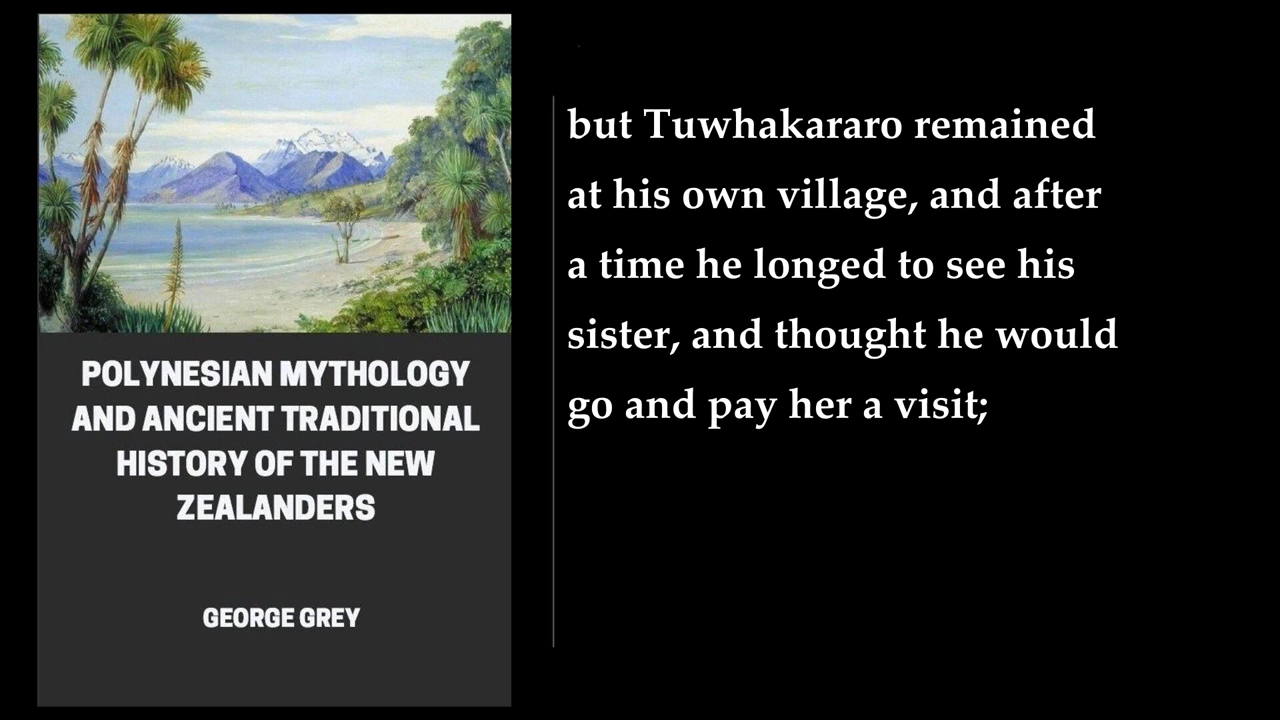 POLYNESIAN MYTHOLOGY
AND ANCIENT TRADITIONAL
HISTORY OF THE NEW
ZEALANDERS
GEORGE GREY
but Tuwhakararo remained
at his own village, and after
a time he longed to see his
sister, and thought he would
go and pay her a visit;